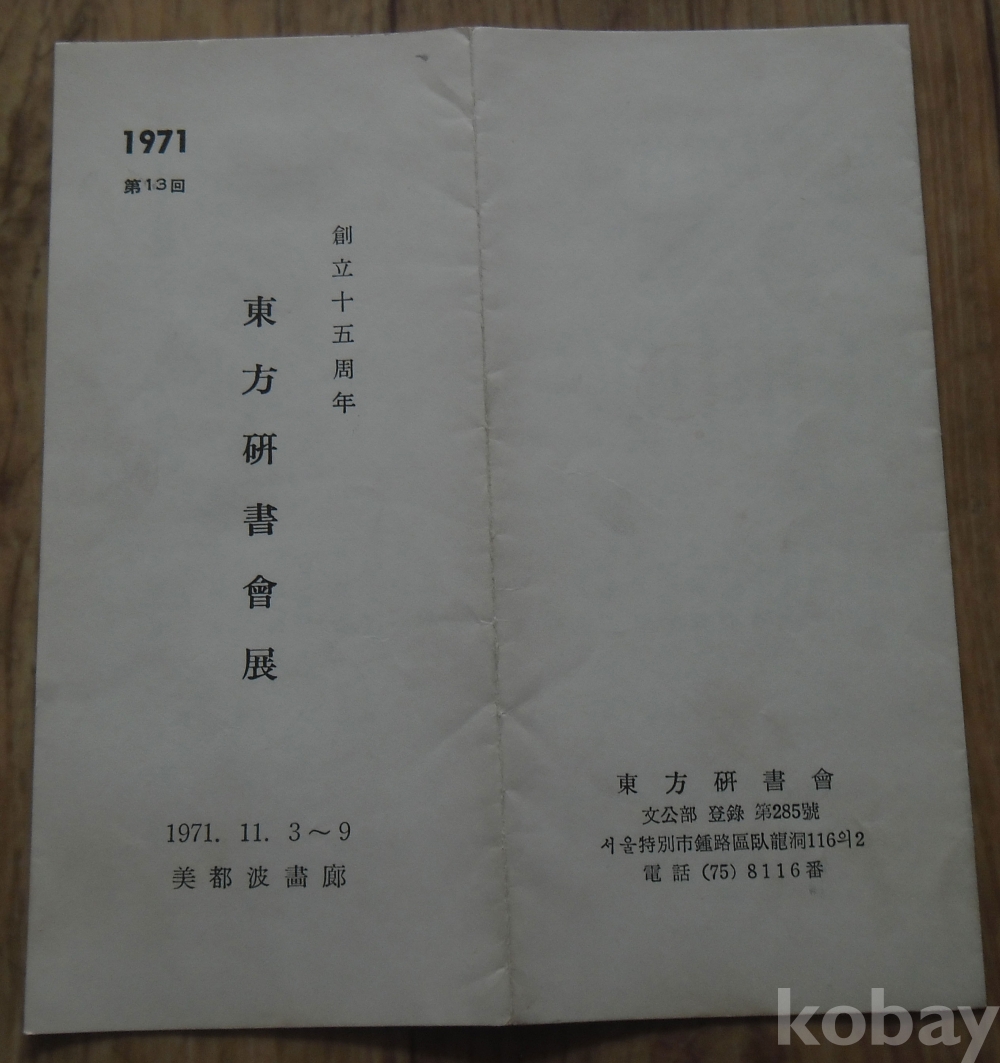 1971
第13回
創立十五周年
東方硏書會展
1971. 11. 3~9
美都波畵廊
東方硏書會
文公部 登錄 第285號
서울特別市鍾路區臥龍洞116의2
電話 (75) 8116番
kobay